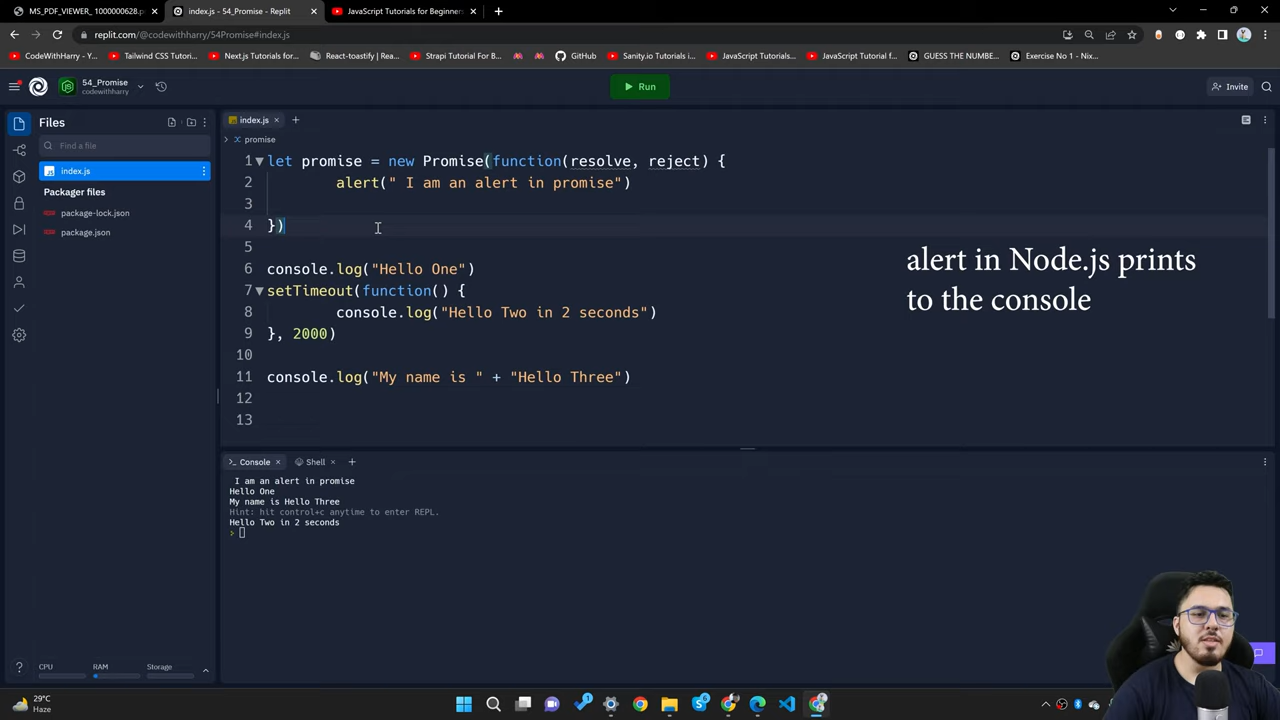 MS_PDF_VIEWER_ 1000000628.p
index.js - 54_Promise - Replit
JavaScript Tutorials for Beginners
replit.com/@codewithharry/54Promise#index.js
CodeWithHarry - Y...
Tailwind CSS Tutor...
Next.js Tutorials for...
React-toastify | Rea...
Strapi Tutorial For B...
GitHub
Sanity.io Tutorials i...
JavaScript Tutorials...
JavaScript Tutorial f...
GUESS THE NUMBE...
Exercise No 1 - Nix...
54_Promise
codewithharry
Run
Invite
Files
Find a file
index.js
Packager files
package-lock.json
package.json
index.js
promise
1 let promise = new Promise(function(resolve, reject) {
2 alert(" I am an alert in promise")
3
4 })
5
6 console.log("Hello One")
7 setTimeout(function() {
8 console.log("Hello Two in 2 seconds")
9 }, 2000)
10
11 console.log("My name is " + "Hello Three")
12
13
alert in Node.js prints
to the console
Console
Shell
I am an alert in promise
Hello One
My name is Hello Three
Hint: hit control+c anytime to enter REPL.
Hello Two in 2 seconds
>
CPU
RAM
Storage
29°C
Haze